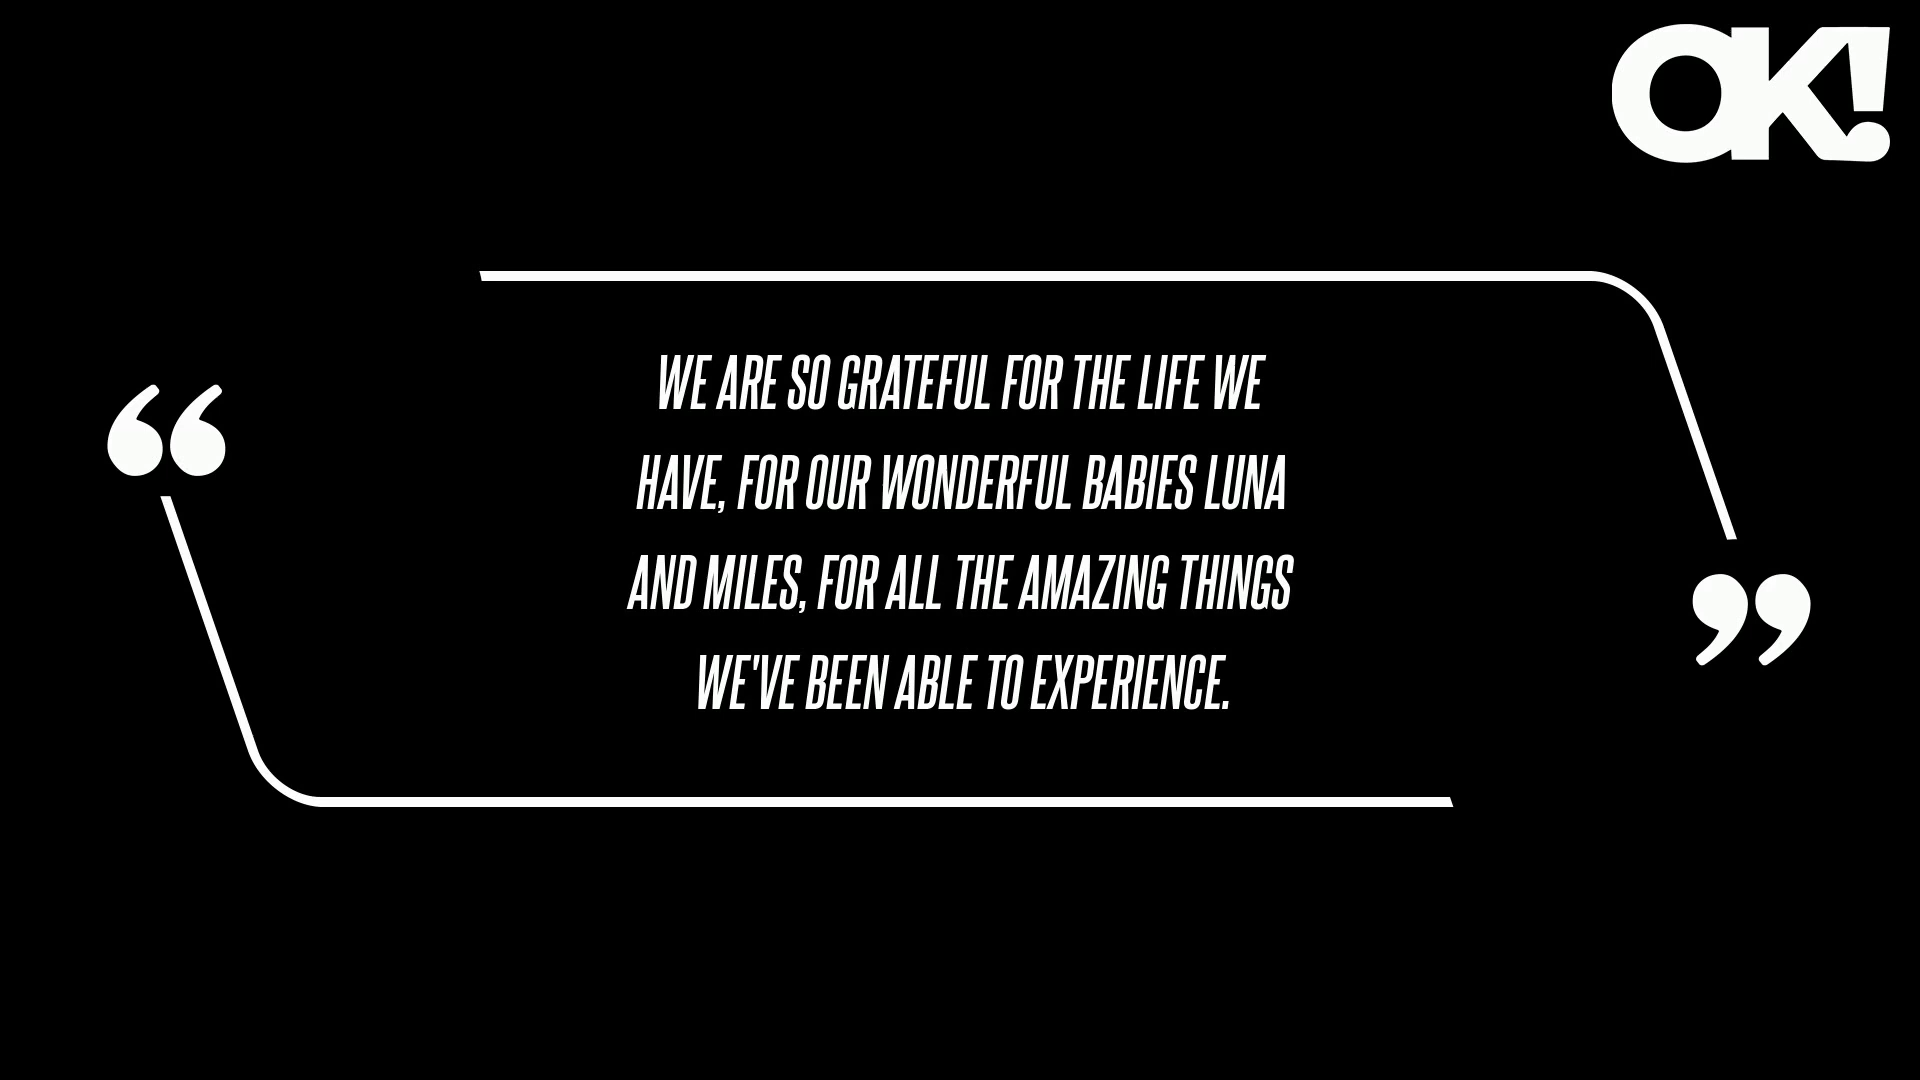 OK!
“
WE ARE SO GRATEFUL FOR THE LIFE WE
HAVE, FOR OUR WONDERFUL BABIES LUNA
AND MILES, FOR ALL THE AMAZING THINGS
WE'VE BEEN ABLE TO EXPERIENCE.
”